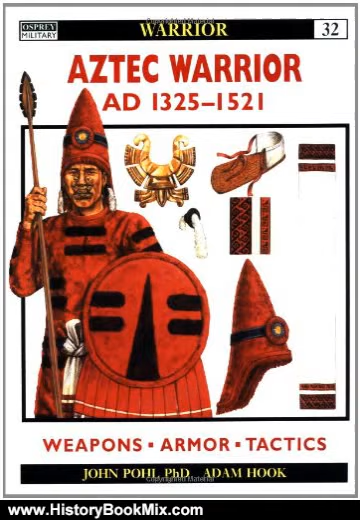 OSPREY
MILITARY
WARRIOR
32
AZTEC WARRIOR
AD 1325–1521
WEAPONS ▪ ARMOR ▪ TACTICS
JOHN POHL PhD ADAM HOOK
www.HistoryBookMix.com